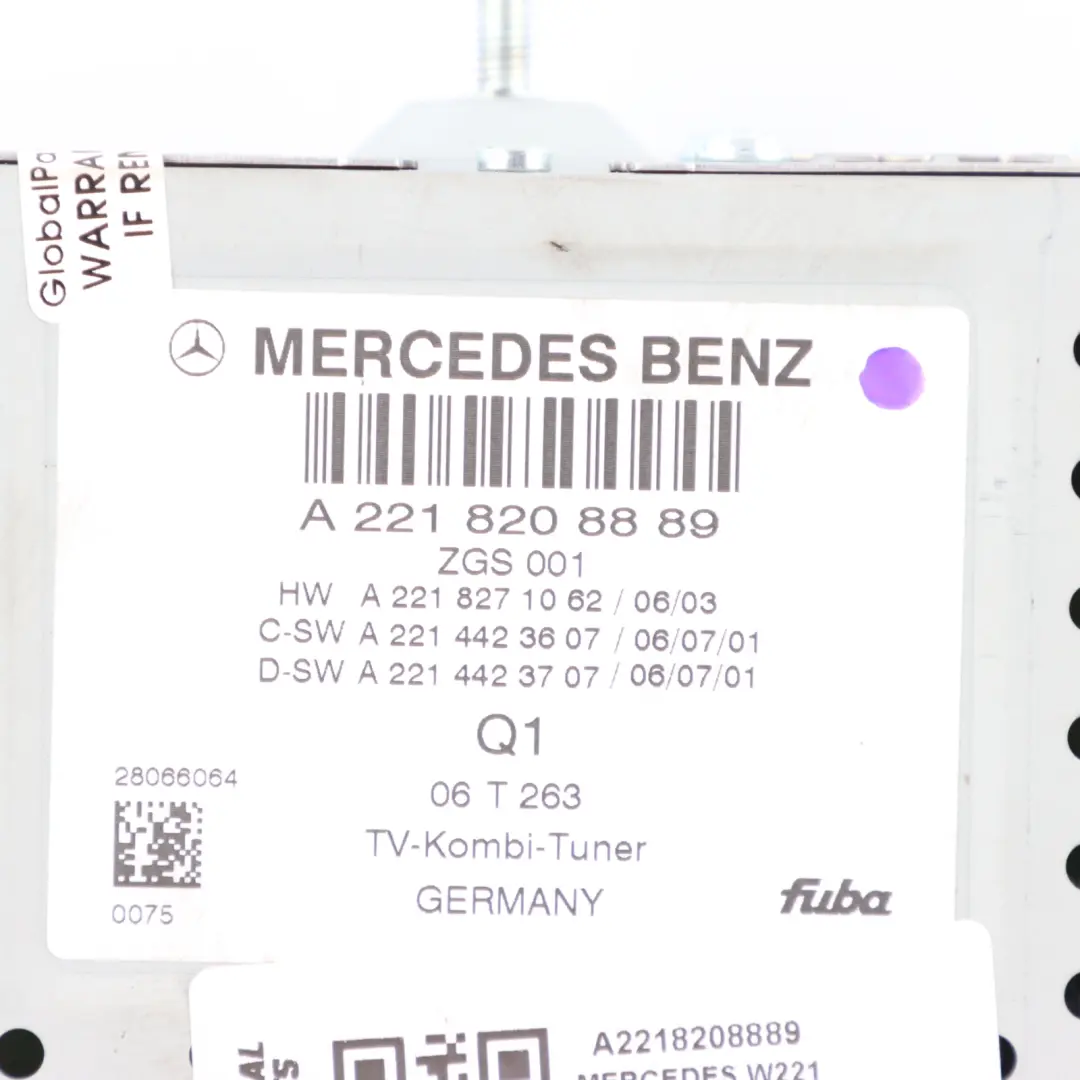 GlobalPa
WARRA
IF REM
MERCEDES BENZ
A 221 820 88 89
ZGS 001
HW A 221 827 10 62 / 06/03
C-SW A 221 442 36 07 / 06/07/01
D-SW A 221 442 37 07 / 06/07/01
Q1
28066064
06 T 263
TV-Kombi-Tuner
0075
GERMANY
fuba
A2218208889
MERCEDES W221